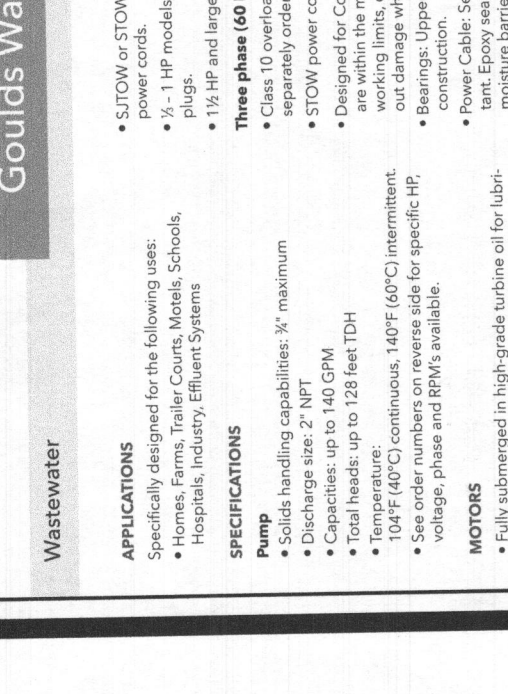 Goulds Wa
Wastewater
APPLICATIONS
Specifically designed for the following uses:
• Homes, Farms, Trailer Courts, Motels, Schools,
Hospitals, Industry, Effluent Systems
SPECIFICATIONS
Pump
• Solids handling capabilities: ¾" maximum
• Discharge size: 2" NPT
• Capacities: up to 140 GPM
• Total heads: up to 128 feet TDH
• Temperature:
104°F (40°C) continuous, 140°F (60°C) intermittent.
• See order numbers on reverse side for specific HP,
voltage, phase and RPM's available.
MOTORS
• Fully submerged in high-grade turbine oil for lubri-
• SJTOW or STOW
power cords.
• ⅓ – 1 HP models
plugs.
• 1½ HP and large
Three phase (60
• Class 10 overloa
separately order
• STOW power co
• Designed for Co
are within the m
working limits,
out damage wh
• Bearings: Uppe
construction.
• Power Cable: Se
tant. Epoxy sea
moisture barrie